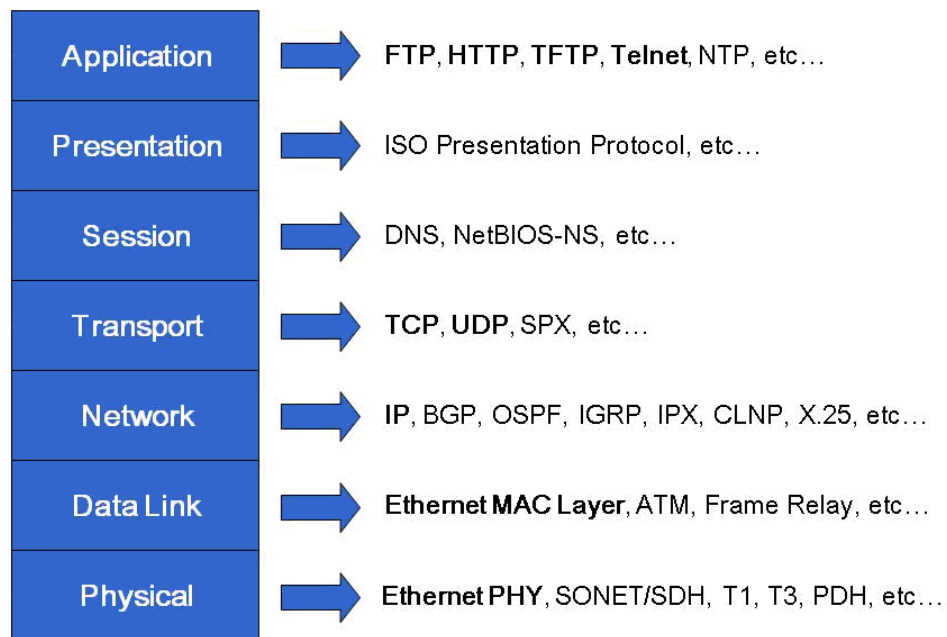 Application FTP, HTTP, TFTP, Telnet, NTP, etc…
Presentation ISO Presentation Protocol, etc…
Session DNS, NetBIOS-NS, etc…
Transport TCP, UDP, SPX, etc…
Network IP, BGP, OSPF, IGRP, IPX, CLNP, X.25, etc…
Data Link Ethernet MAC Layer, ATM, Frame Relay, etc…
Physical Ethernet PHY, SONET/SDH, T1, T3, PDH, etc…